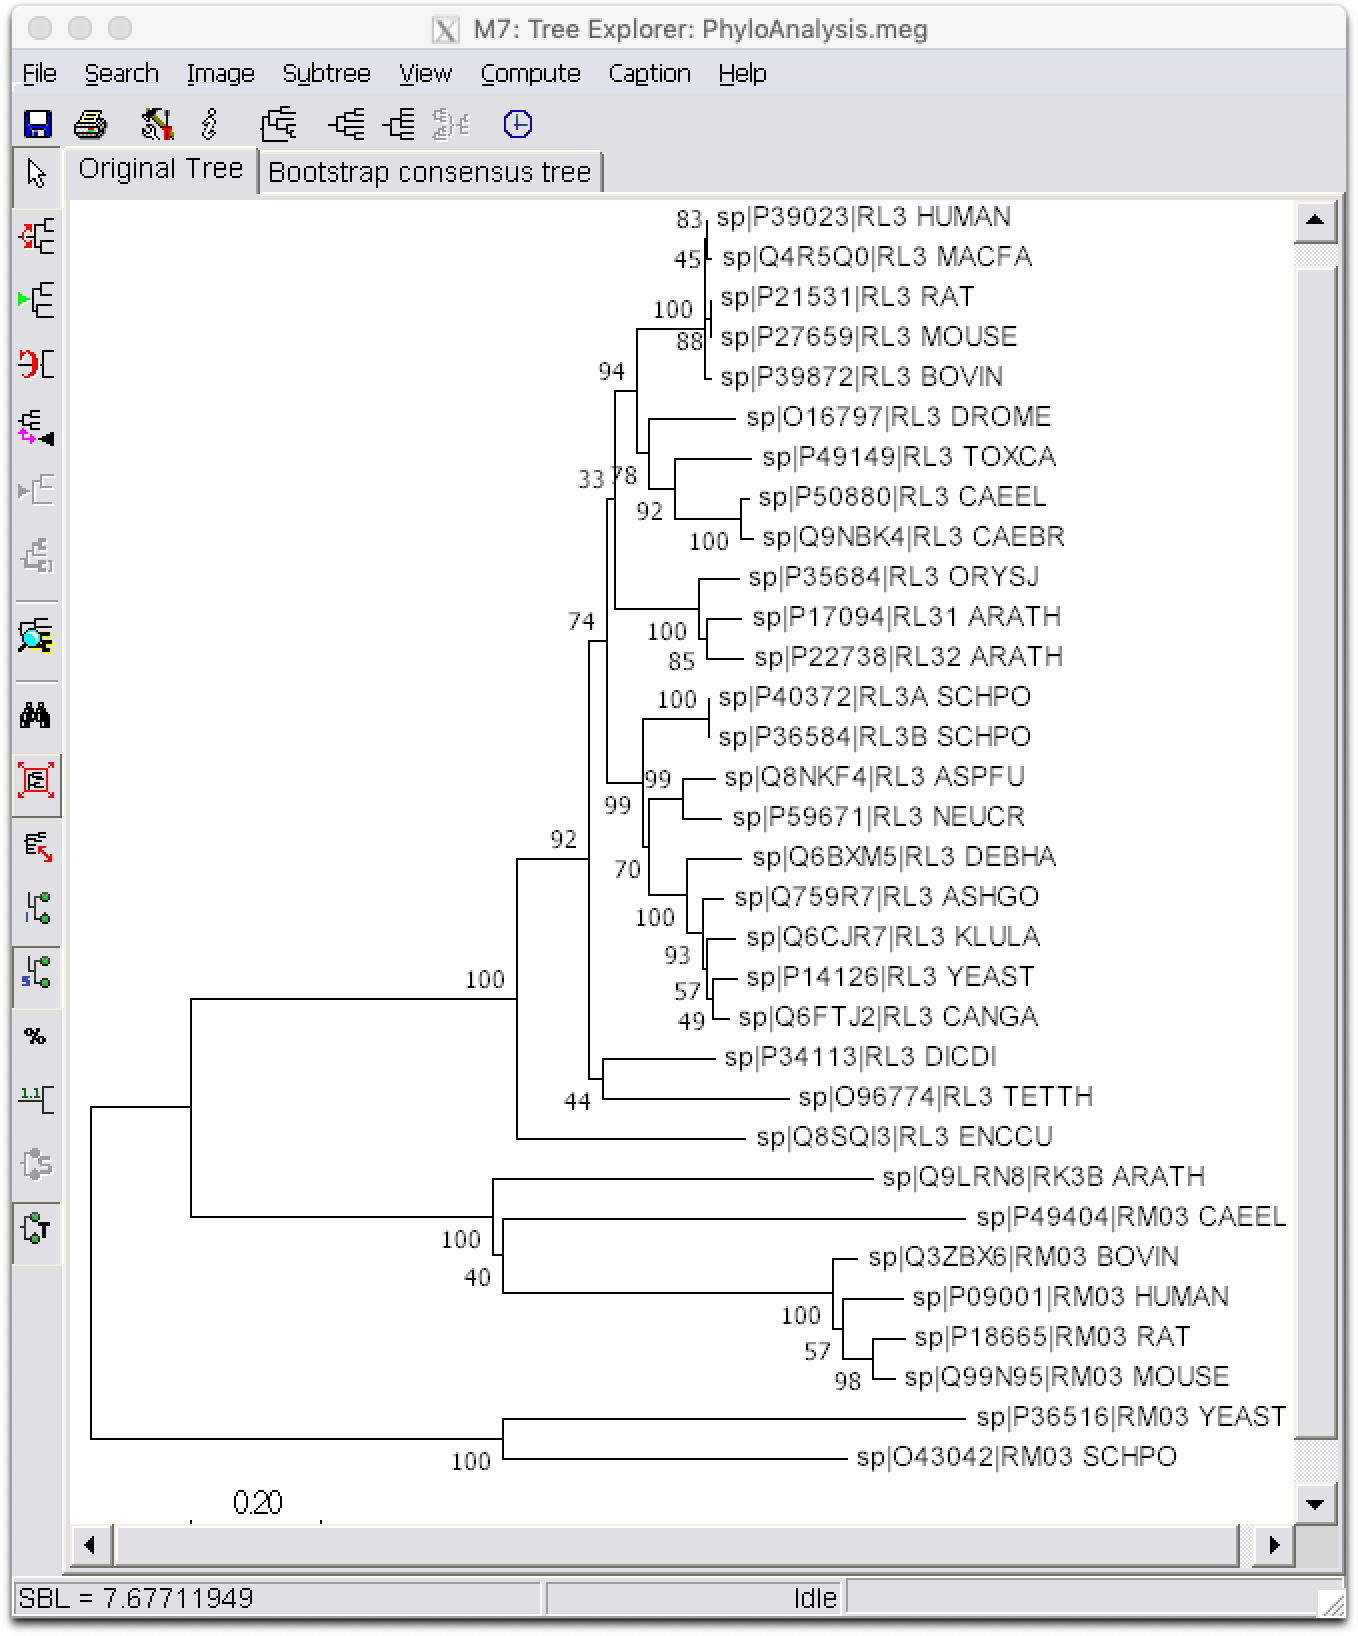 M7: Tree Explorer: PhyloAnalysis.meg
File Search Image Subtree View Compute Caption Help
Original Tree Bootstrap consensus tree
83 sp|P39023|RL3 HUMAN
45 sp|Q4R5Q0|RL3 MACFA
sp|P21531|RL3 RAT
100
88 sp|P27659|RL3 MOUSE
94 sp|P39872|RL3 BOVIN
sp|O16797|RL3 DROME
sp|P49149|RL3 TOXCA
33 78
sp|P50880|RL3 CAEEL
92
100 sp|Q9NBK4|RL3 CAEBR
sp|P35684|RL3 ORYSJ
74 sp|P17094|RL31 ARATH
100
85 sp|P22738|RL32 ARATH
100 sp|P40372|RL3A SCHPO
sp|P36584|RL3B SCHPO
99 sp|Q8NKF4|RL3 ASPFU
99 sp|P59671|RL3 NEUCR
92 sp|Q6BXM5|RL3 DEBHA
70
sp|Q759R7|RL3 ASHGO
100
sp|Q6CJR7|RL3 KLULA
93
100 sp|P14126|RL3 YEAST
57
49 sp|Q6FTJ2|RL3 CANGA
sp|P34113|RL3 DICDI
44 sp|O96774|RL3 TETTH
sp|Q8SQI3|RL3 ENCCU
sp|Q9LRN8|RK3B ARATH
sp|P49404|RM03 CAEEL
100
sp|Q3ZBX6|RM03 BOVIN
40
sp|P09001|RM03 HUMAN
100
sp|P18665|RM03 RAT
57
98 sp|Q99N95|RM03 MOUSE
sp|P36516|RM03 YEAST
100 sp|O43042|RM03 SCHPO
0.20
SBL = 7.67711949 Idle